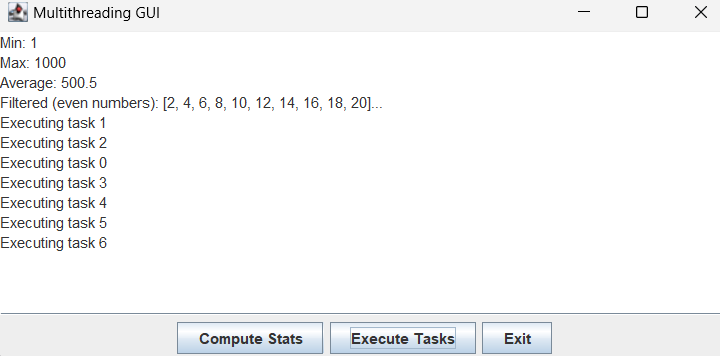 Multithreading GUI
Min: 1
Max: 1000
Average: 500.5
Filtered (even numbers): [2, 4, 6, 8, 10, 12, 14, 16, 18, 20]...
Executing task 1
Executing task 2
Executing task 0
Executing task 3
Executing task 4
Executing task 5
Executing task 6
Compute Stats Execute Tasks Exit